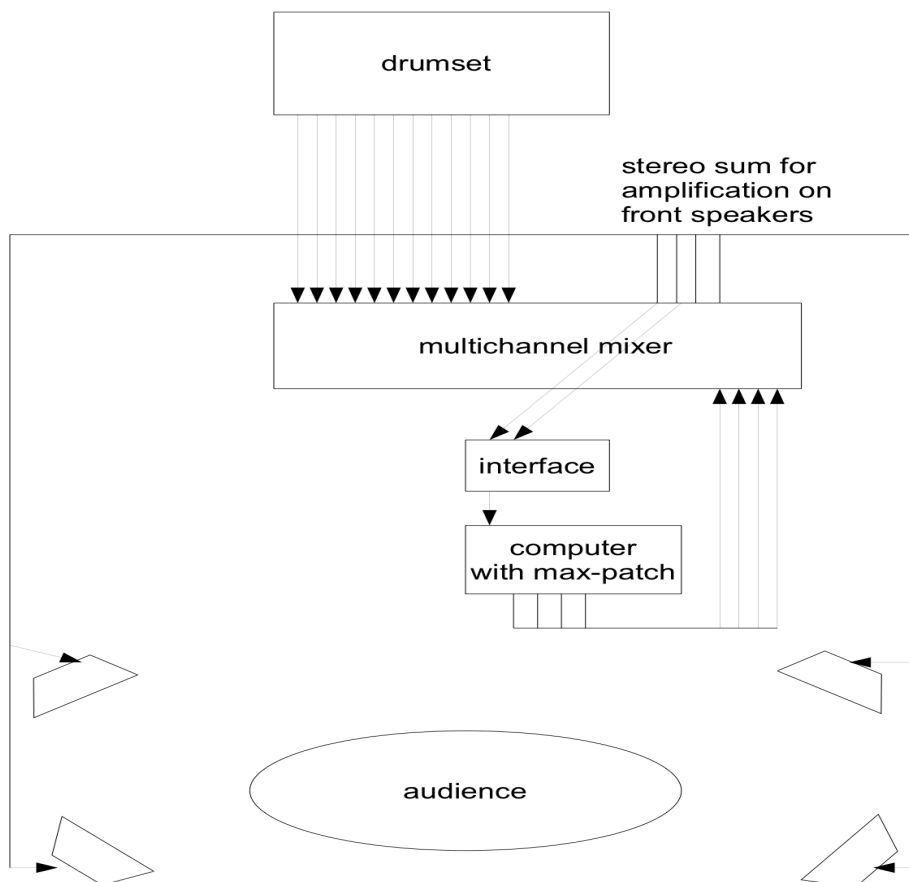 drumset
stereo sum for
amplification on
front speakers
multichannel mixer
interface
computer
with max-patch
audience